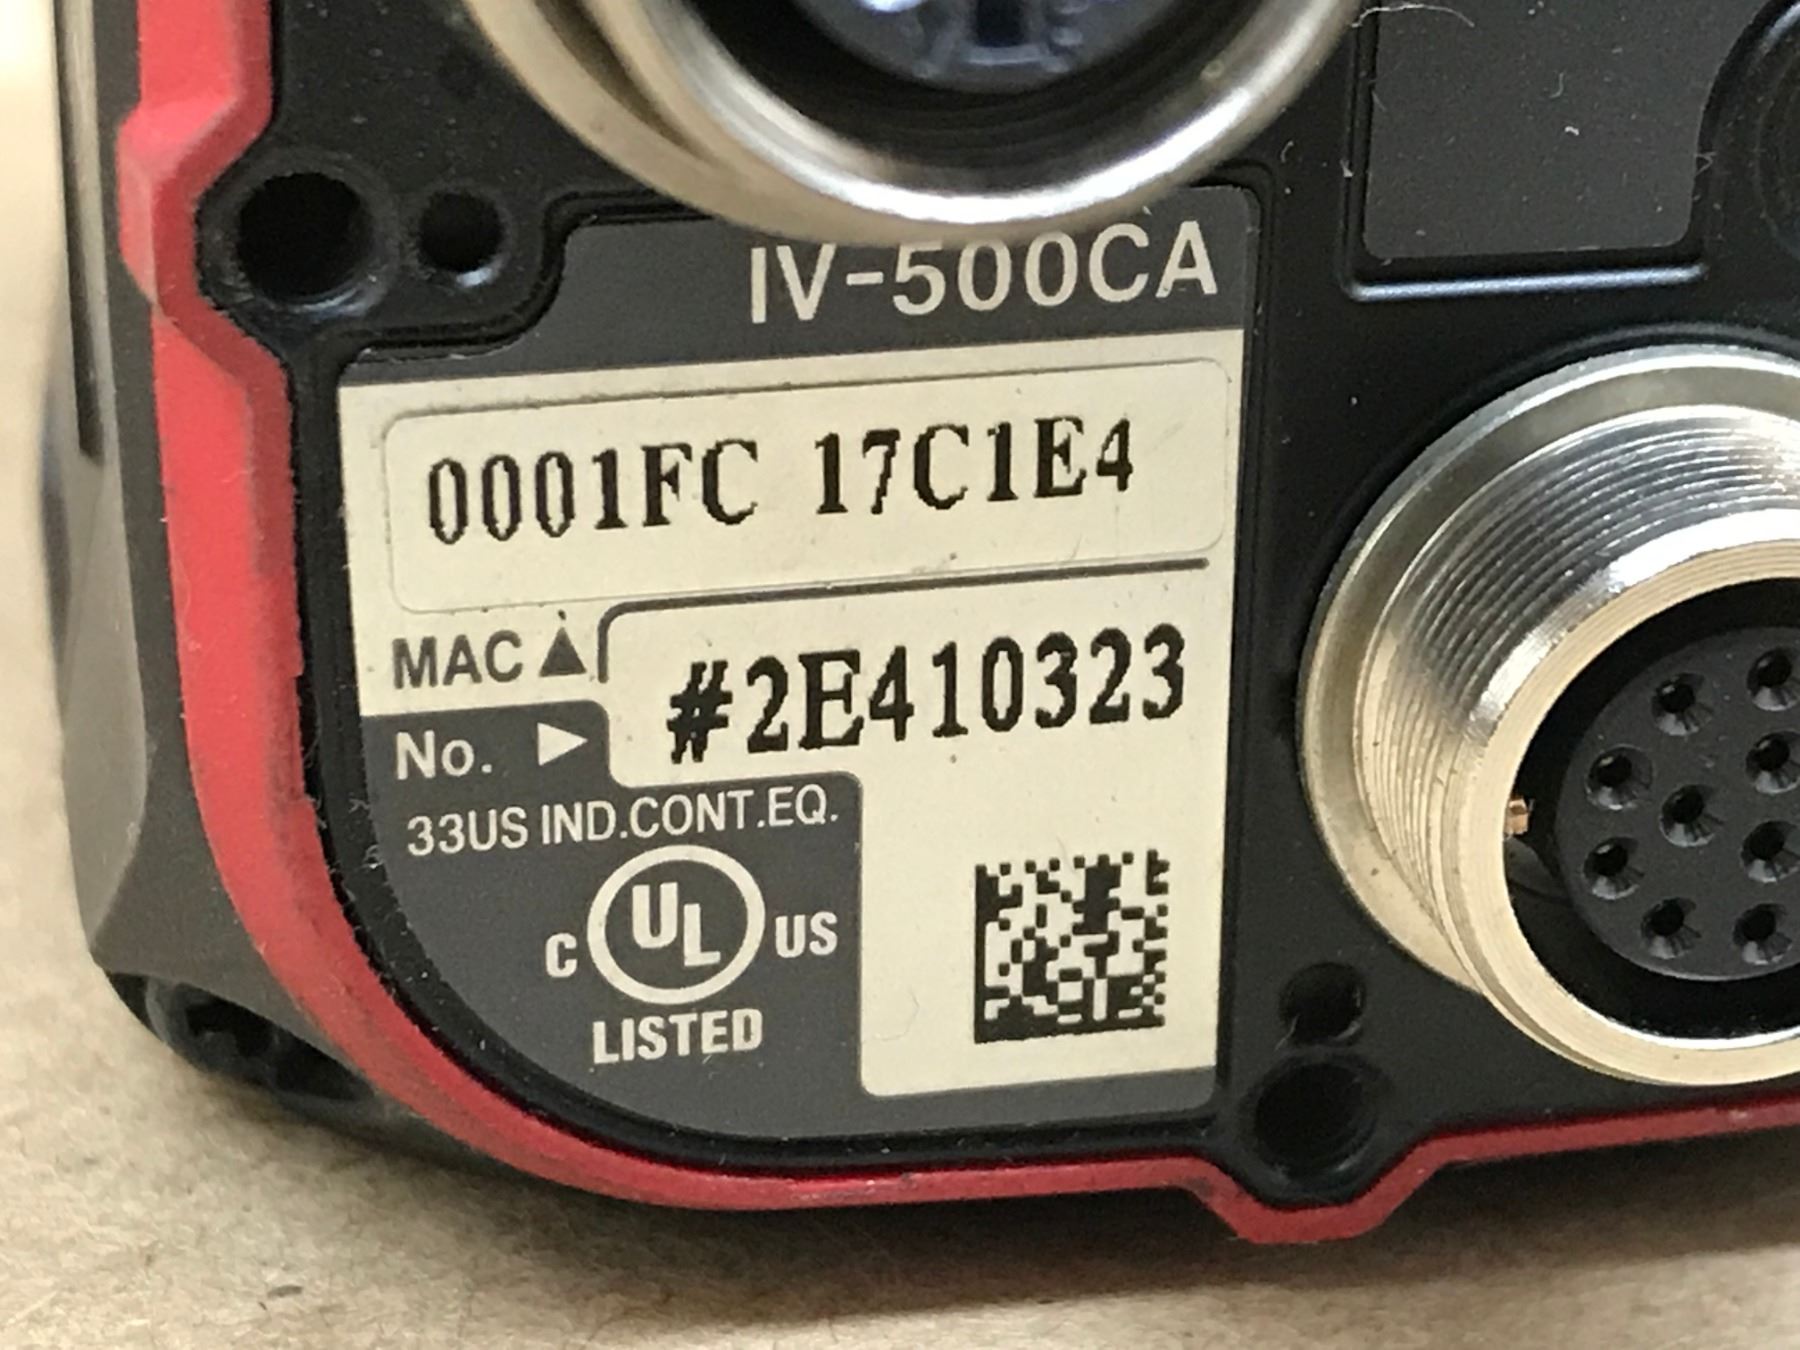 IV-500CA
0001FC 17C1E4
MAC ▲
#2E410323
No. ▶
33US IND.CONT.EQ.
C UL US
LISTED